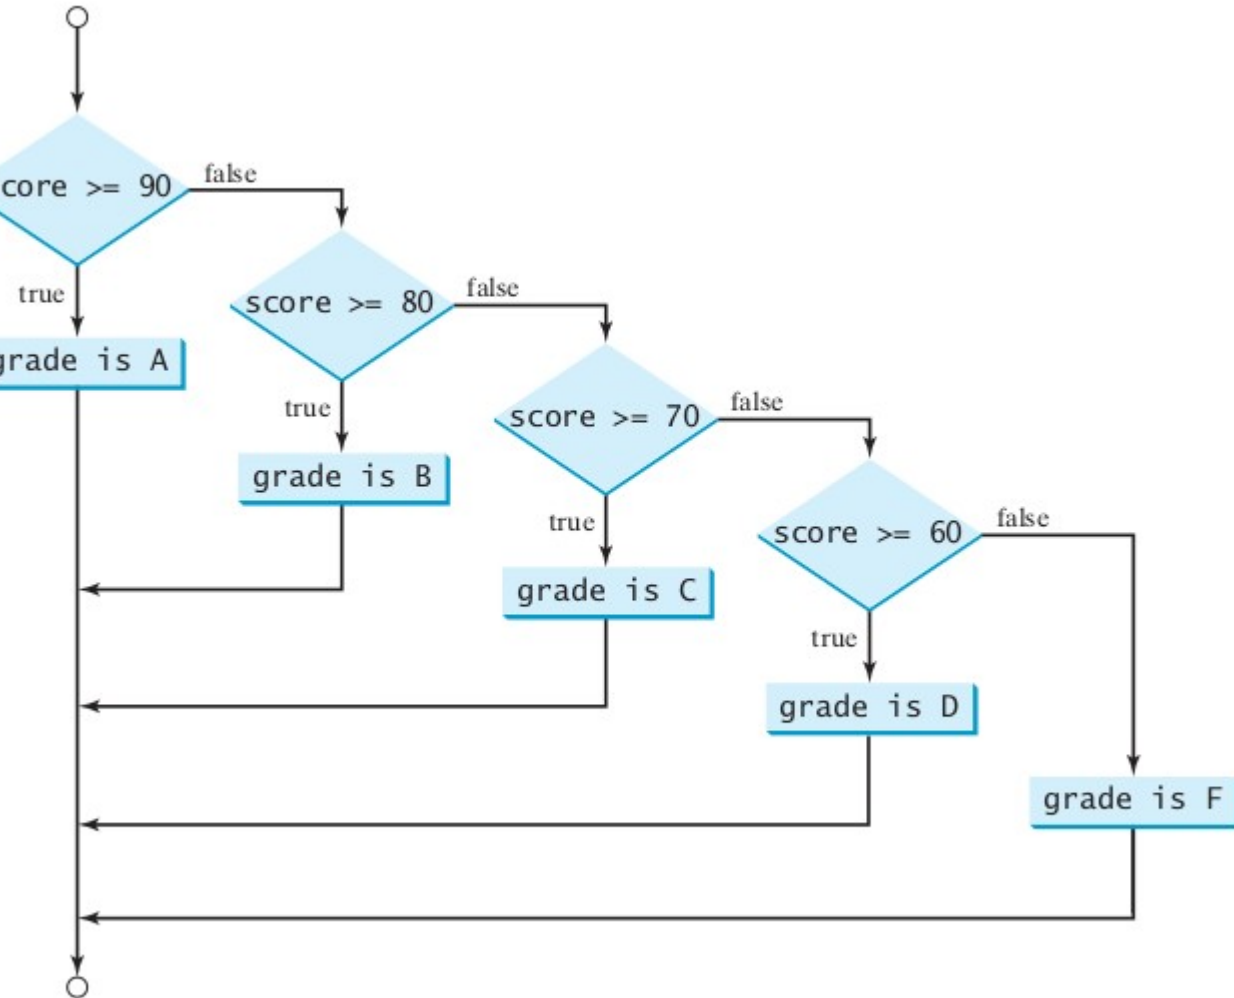 core >= 90
false
true
grade is A
score >= 80
false
true
grade is B
score >= 70
false
true
grade is C
score >= 60
false
true
grade is D
grade is F